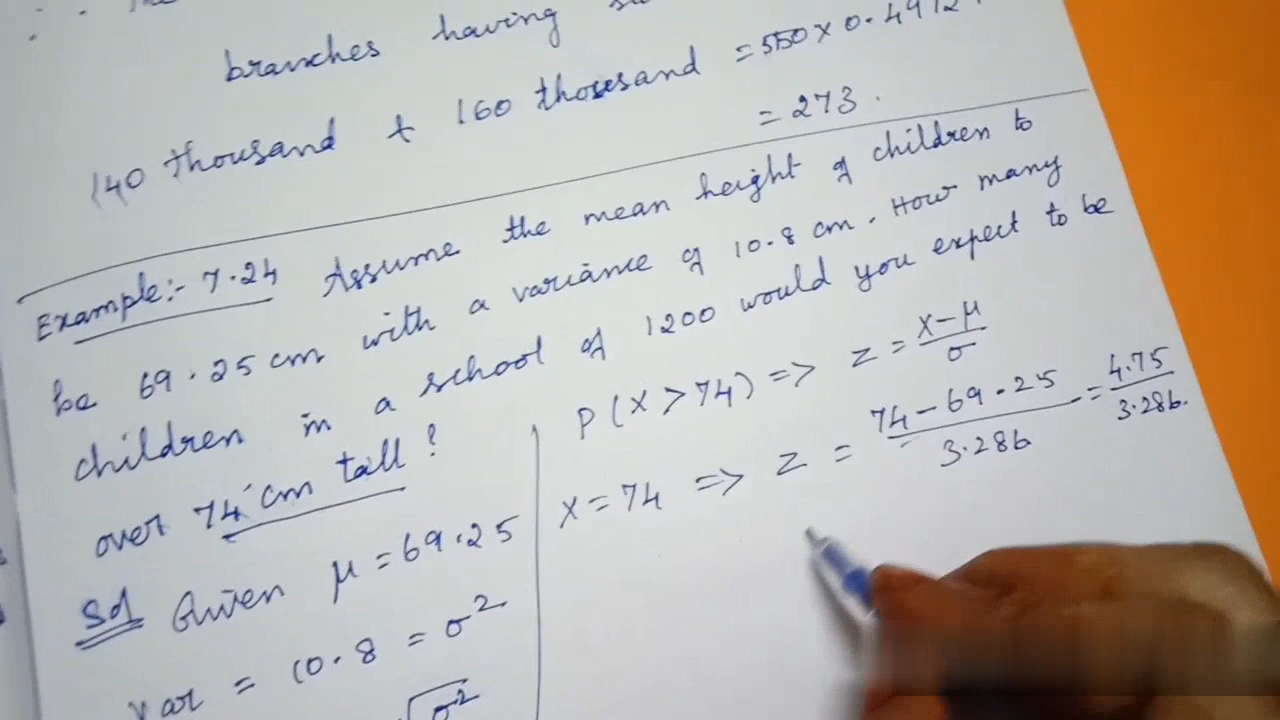 branches having
140 thousand & 160 thousand = 550 x 0.4972
= 273.
Example:- 7.24 Assume the mean height of children to
be 69.25 cm with a variance of 10.8 cm. How many
children in a school of 1200 would you expect to be
over 74 cm tall?
Sol Given μ = 69.25
Var = 10.8 = σ²
√σ²
P(X > 74) => Z = X-μ/σ
X = 74 => Z = 74-69.25/3.286 = 4.75/3.286.